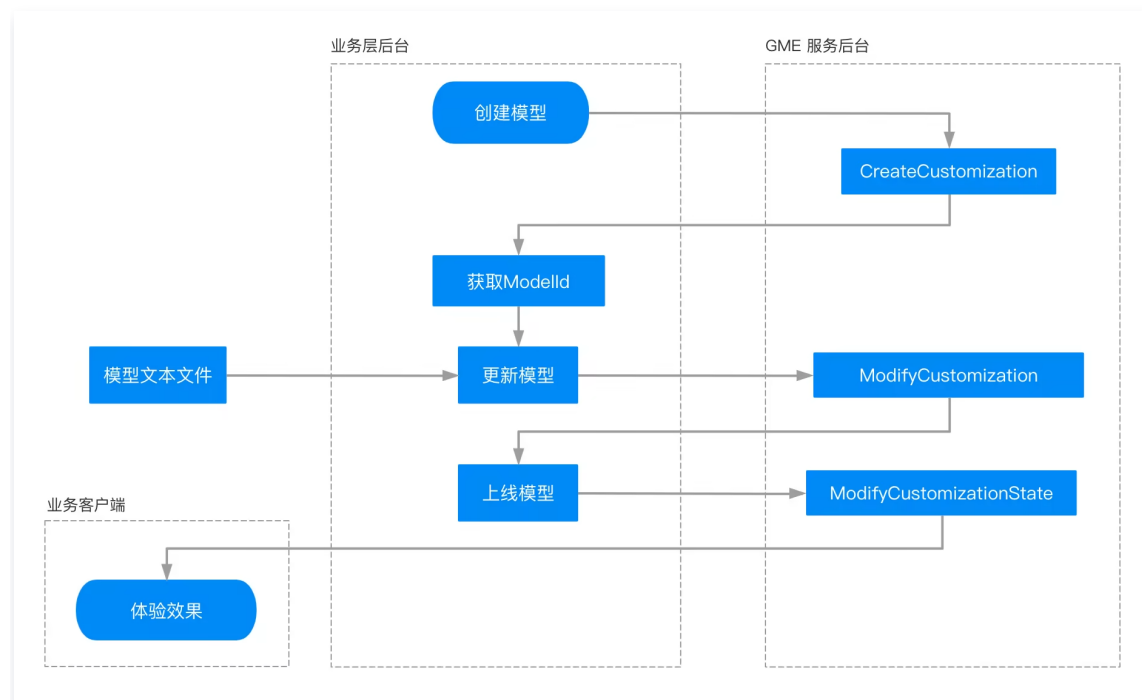 业务层后台
GME 服务后台
创建模型
CreateCustomization
获取ModelId
模型文本文件
更新模型
ModifyCustomization
上线模型
ModifyCustomizationState
业务客户端
体验效果